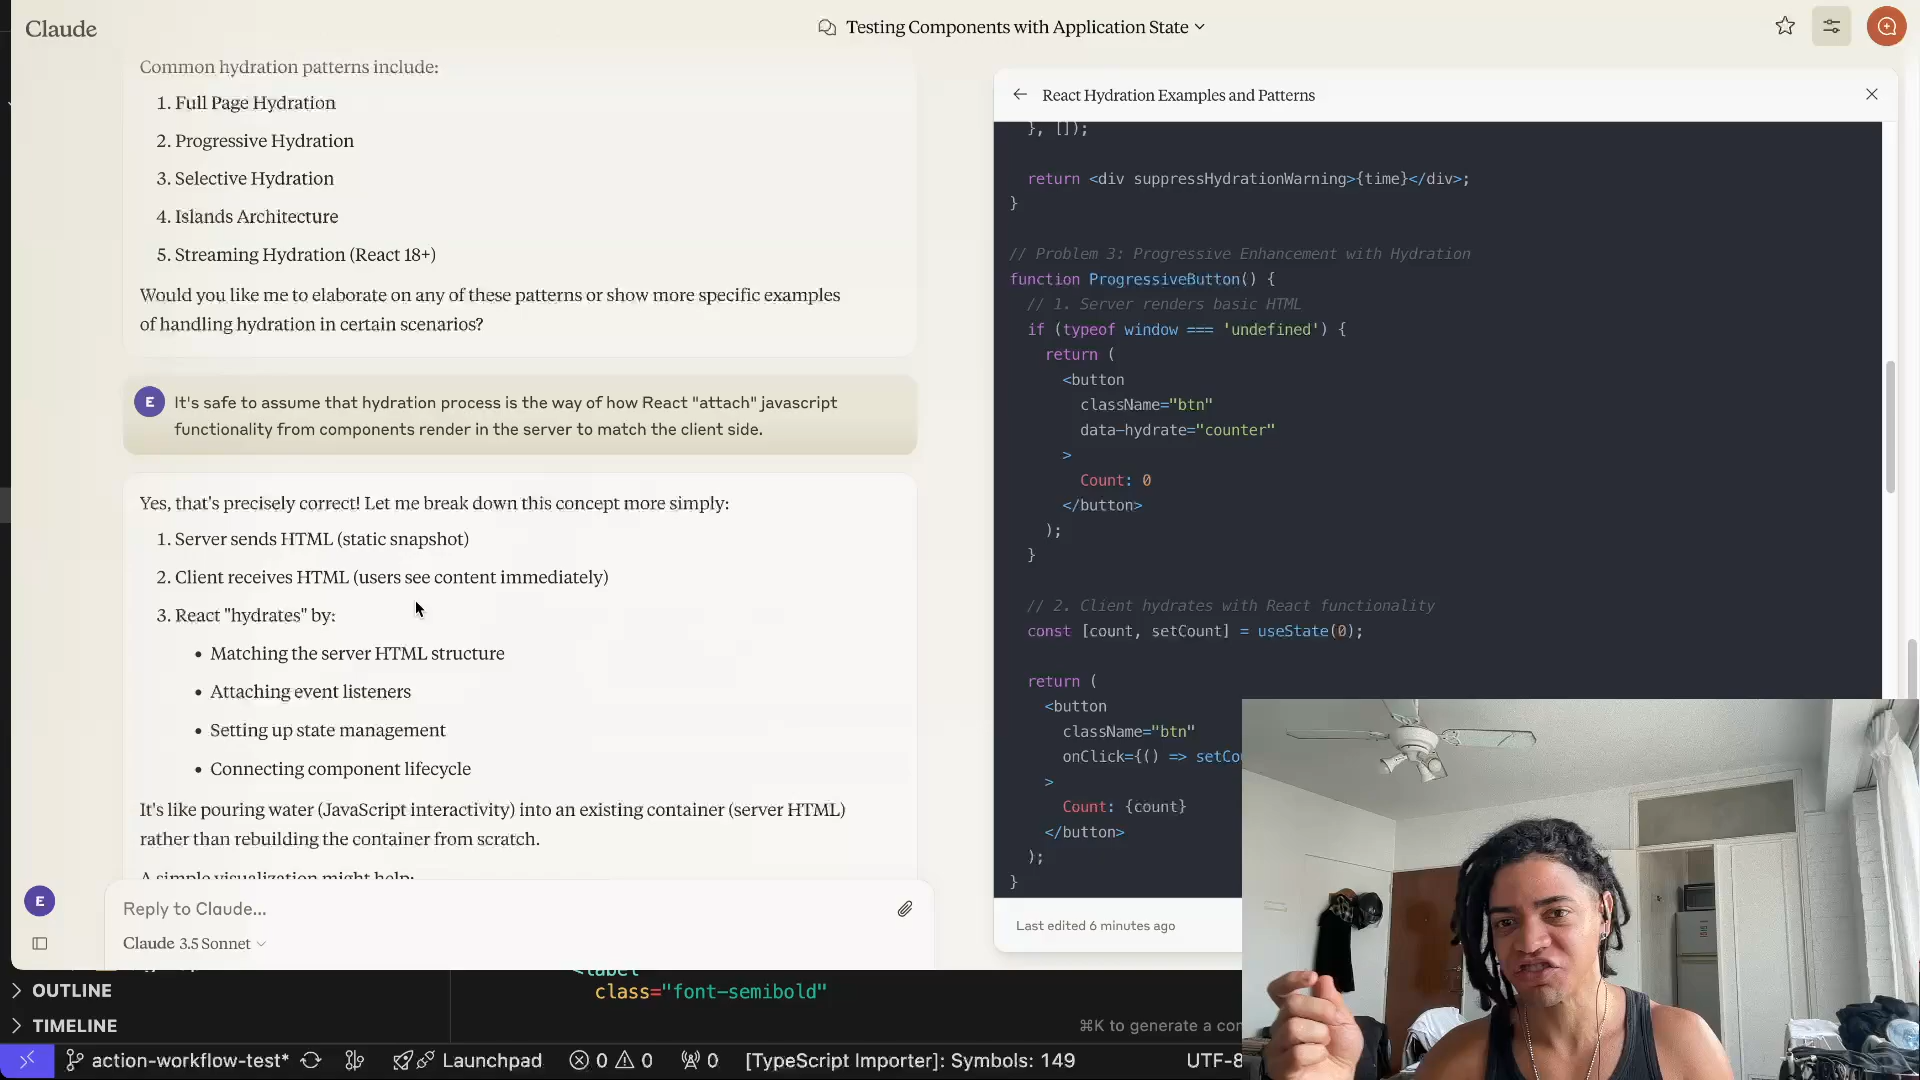 Claude
Testing Components with Application State
Common hydration patterns include:
1. Full Page Hydration
2. Progressive Hydration
3. Selective Hydration
4. Islands Architecture
5. Streaming Hydration (React 18+)
Would you like me to elaborate on any of these patterns or show more specific examples
of handling hydration in certain scenarios?
E
It's safe to assume that hydration process is the way of how React "attach" javascript
functionality from components render in the server to match the client side.
Yes, that's precisely correct! Let me break down this concept more simply:
1. Server sends HTML (static snapshot)
2. Client receives HTML (users see content immediately)
3. React "hydrates" by:
• Matching the server HTML structure
• Attaching event listeners
• Setting up state management
• Connecting component lifecycle
It's like pouring water (JavaScript interactivity) into an existing container (server HTML)
rather than rebuilding the container from scratch.
A simple visualization might help:
E
Reply to Claude...
Claude 3.5 Sonnet
React Hydration Examples and Patterns
}, []);
return <div suppressHydrationWarning>{time}</div>;
}
// Problem 3: Progressive Enhancement with Hydration
function ProgressiveButton() {
// 1. Server renders basic HTML
if (typeof window === 'undefined') {
return (
<button
className="btn"
data-hydrate="counter"
>
Count: 0
</button>
);
}
// 2. Client hydrates with React functionality
const [count, setCount] = useState(0);
return (
<button
className="btn"
onClick={() => setCou
>
Count: {count}
</button>
);
}
Last edited 6 minutes ago
<label
class="font-semibold"
OUTLINE
TIMELINE
⌘K to generate a co
action-workflow-test*
Launchpad
0
0
0
[TypeScript Importer]: Symbols: 149
UTF-8